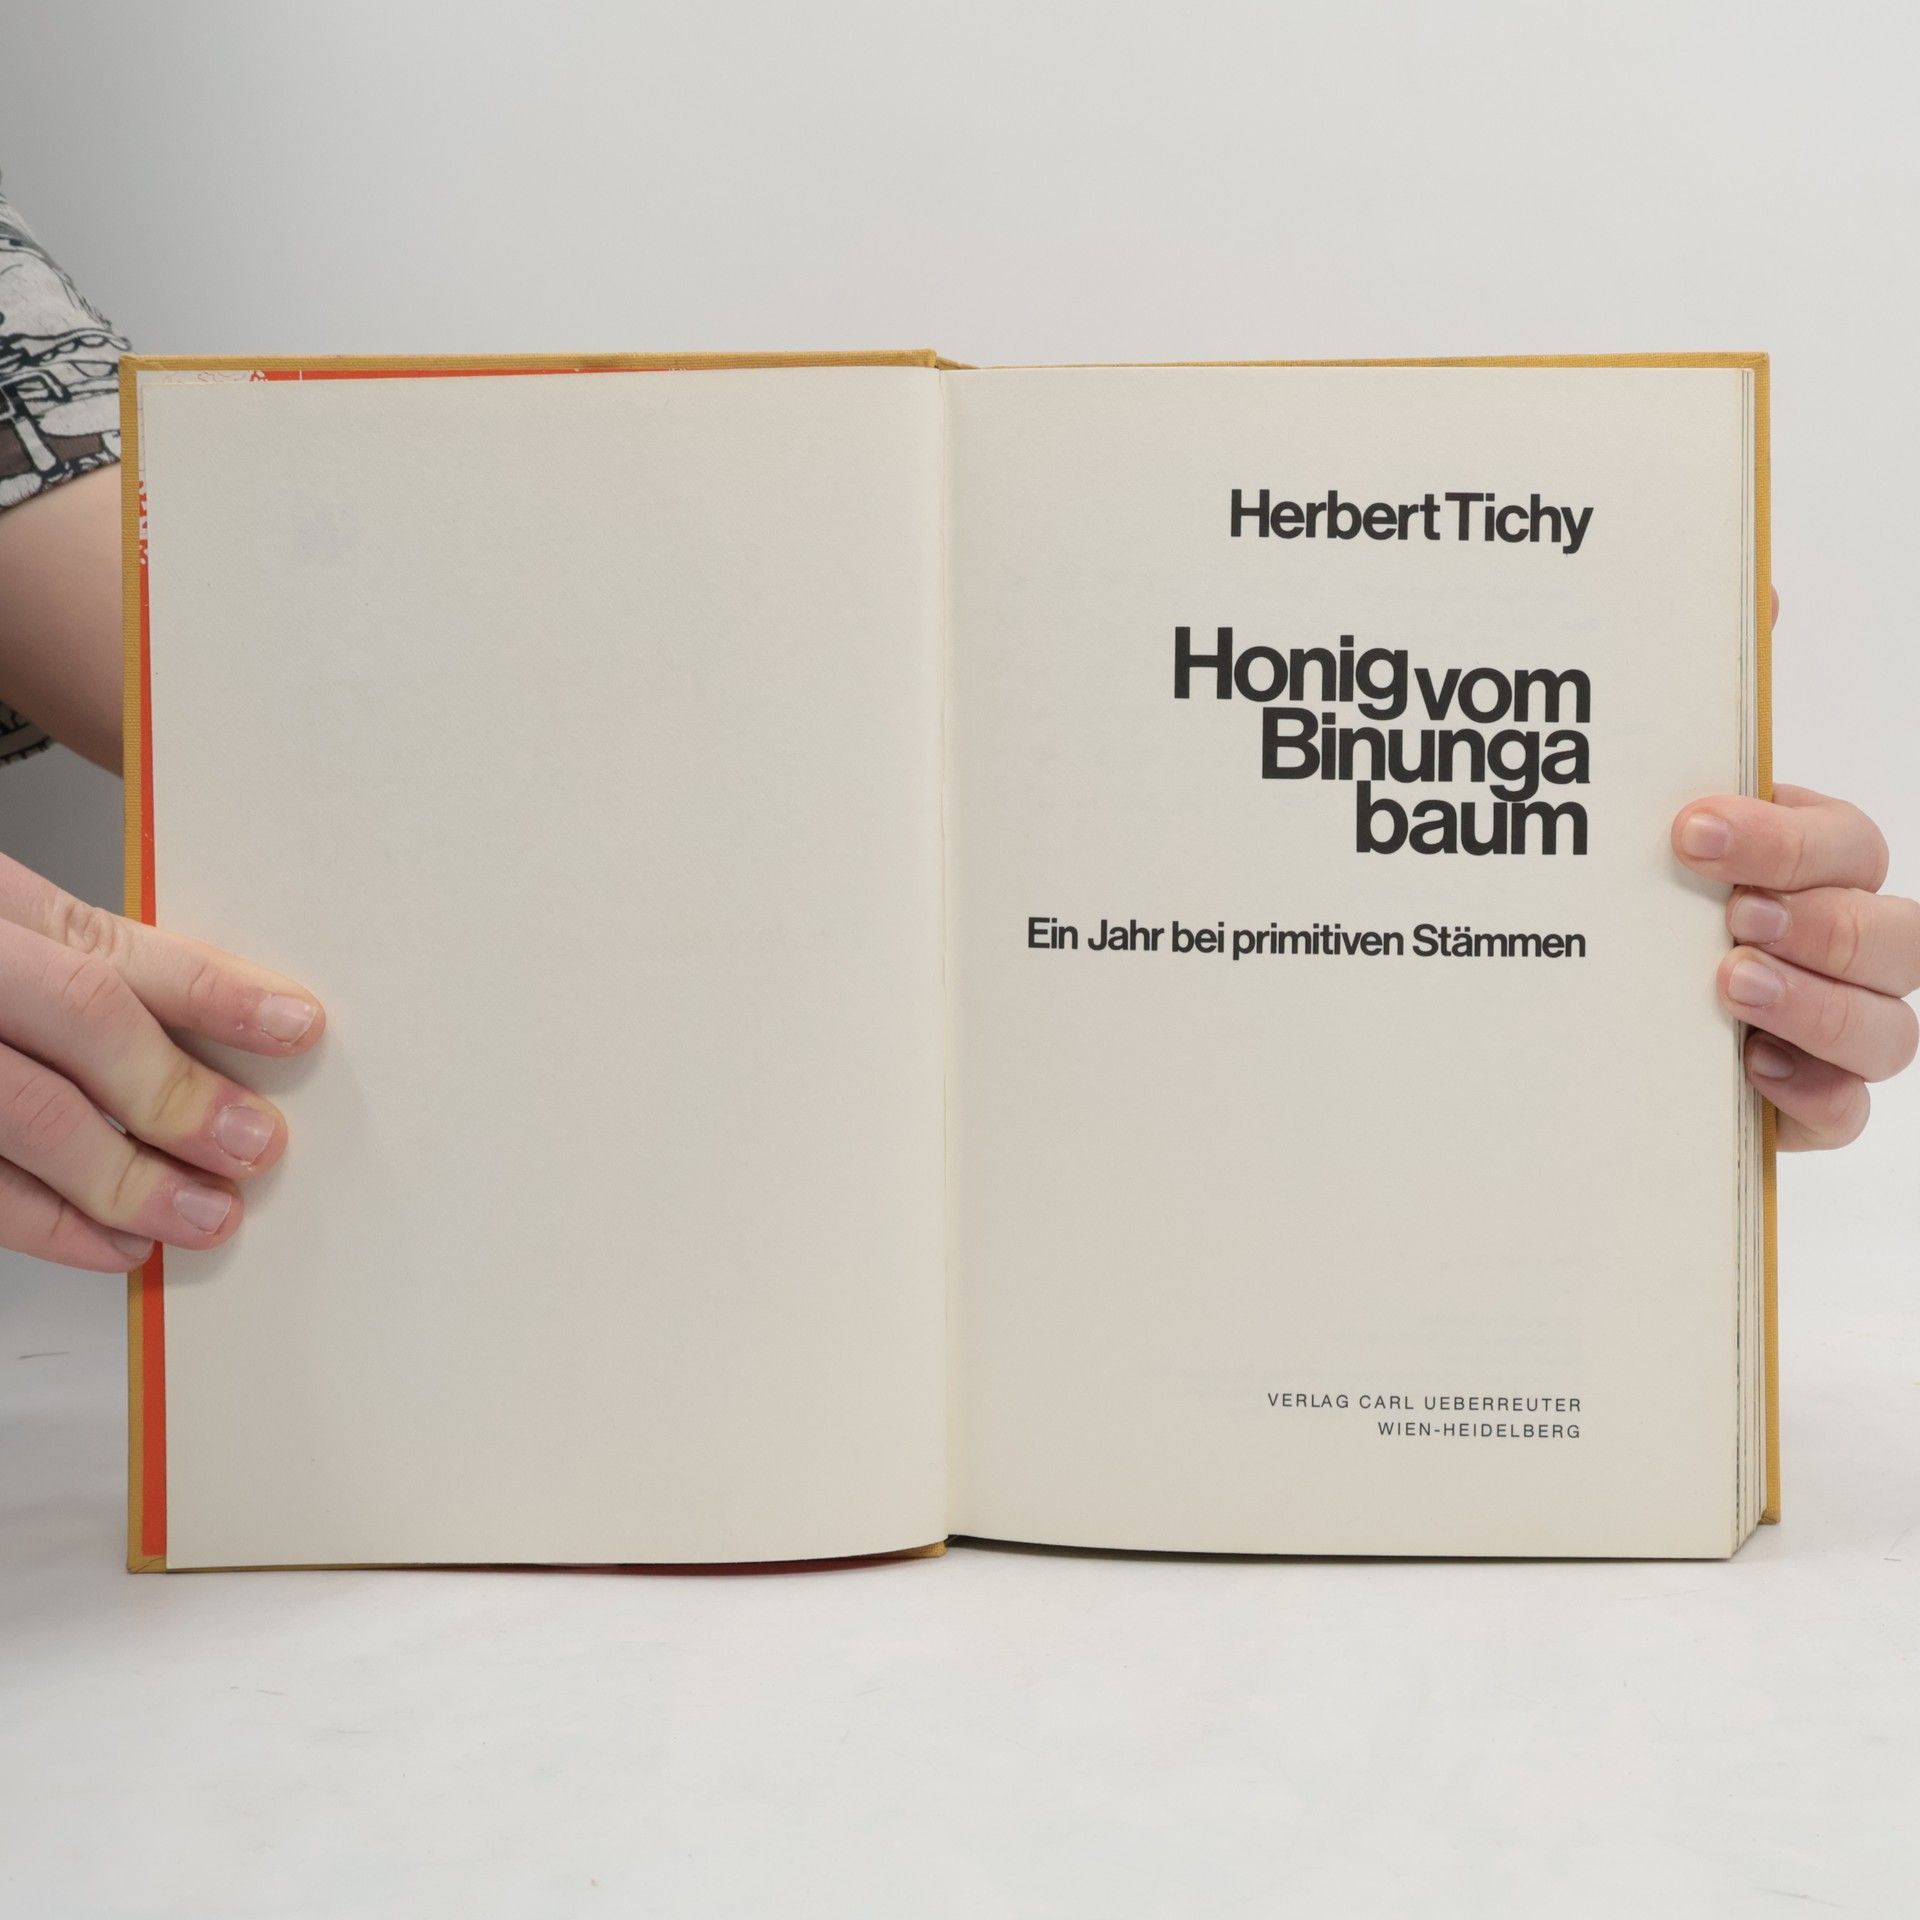 Herbert Tichy
Honig vom
Binunga
baum
Ein Jahr bei primitiven Stämmen
VERLAG CARL UEBERREUTER
WIEN-HEIDELBERG